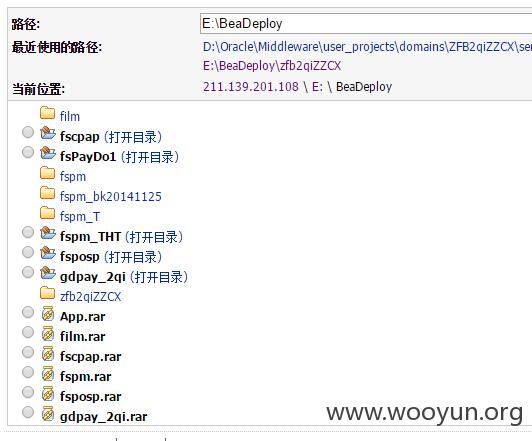 路径: E:\BeaDeploy
最近使用的路径: D:\Oracle\Middleware\user_projects\domains\ZFB2qiZZCX\ser
E:\BeaDeploy\zfb2qiZZCX
当前位置: 211.139.201.108 \ E: \ BeaDeploy
film
fscpap (打开目录)
fsPayDo1 (打开目录)
fspm
fspm_bk20141125
fspm_T
fspm_THT (打开目录)
fsposp (打开目录)
gdpay_2qi (打开目录)
zfb2qiZZCX
App.rar
film.rar
fscpap.rar
fspm.rar
fsposp.rar
gdpay_2qi.rar
www.wooyun.org